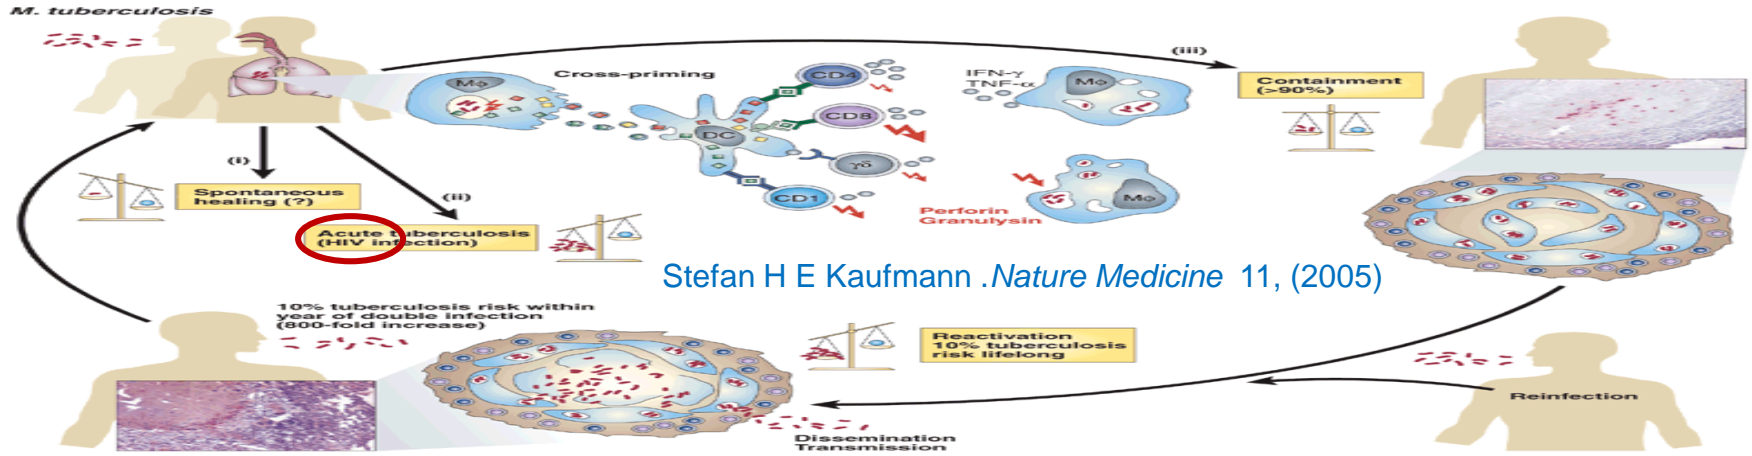 M. tuberculosis
(i)
Spontaneous
healing (?)
(ii)
Acute tuberculosis
(HIV infection)
Mϕ
Cross-priming
DC
CD4
CD8
γδ
CD1
IFN-γ
TNF-α
Mϕ
Perforin
Granulysin
Mϕ
(iii)
Containment
(>90%)
Stefan H E Kaufmann .Nature Medicine 11, (2005)
10% tuberculosis risk within
year of double infection
(800-fold increase)
Reactivation
10% tuberculosis
risk lifelong
Reinfection
Dissemination
Transmission